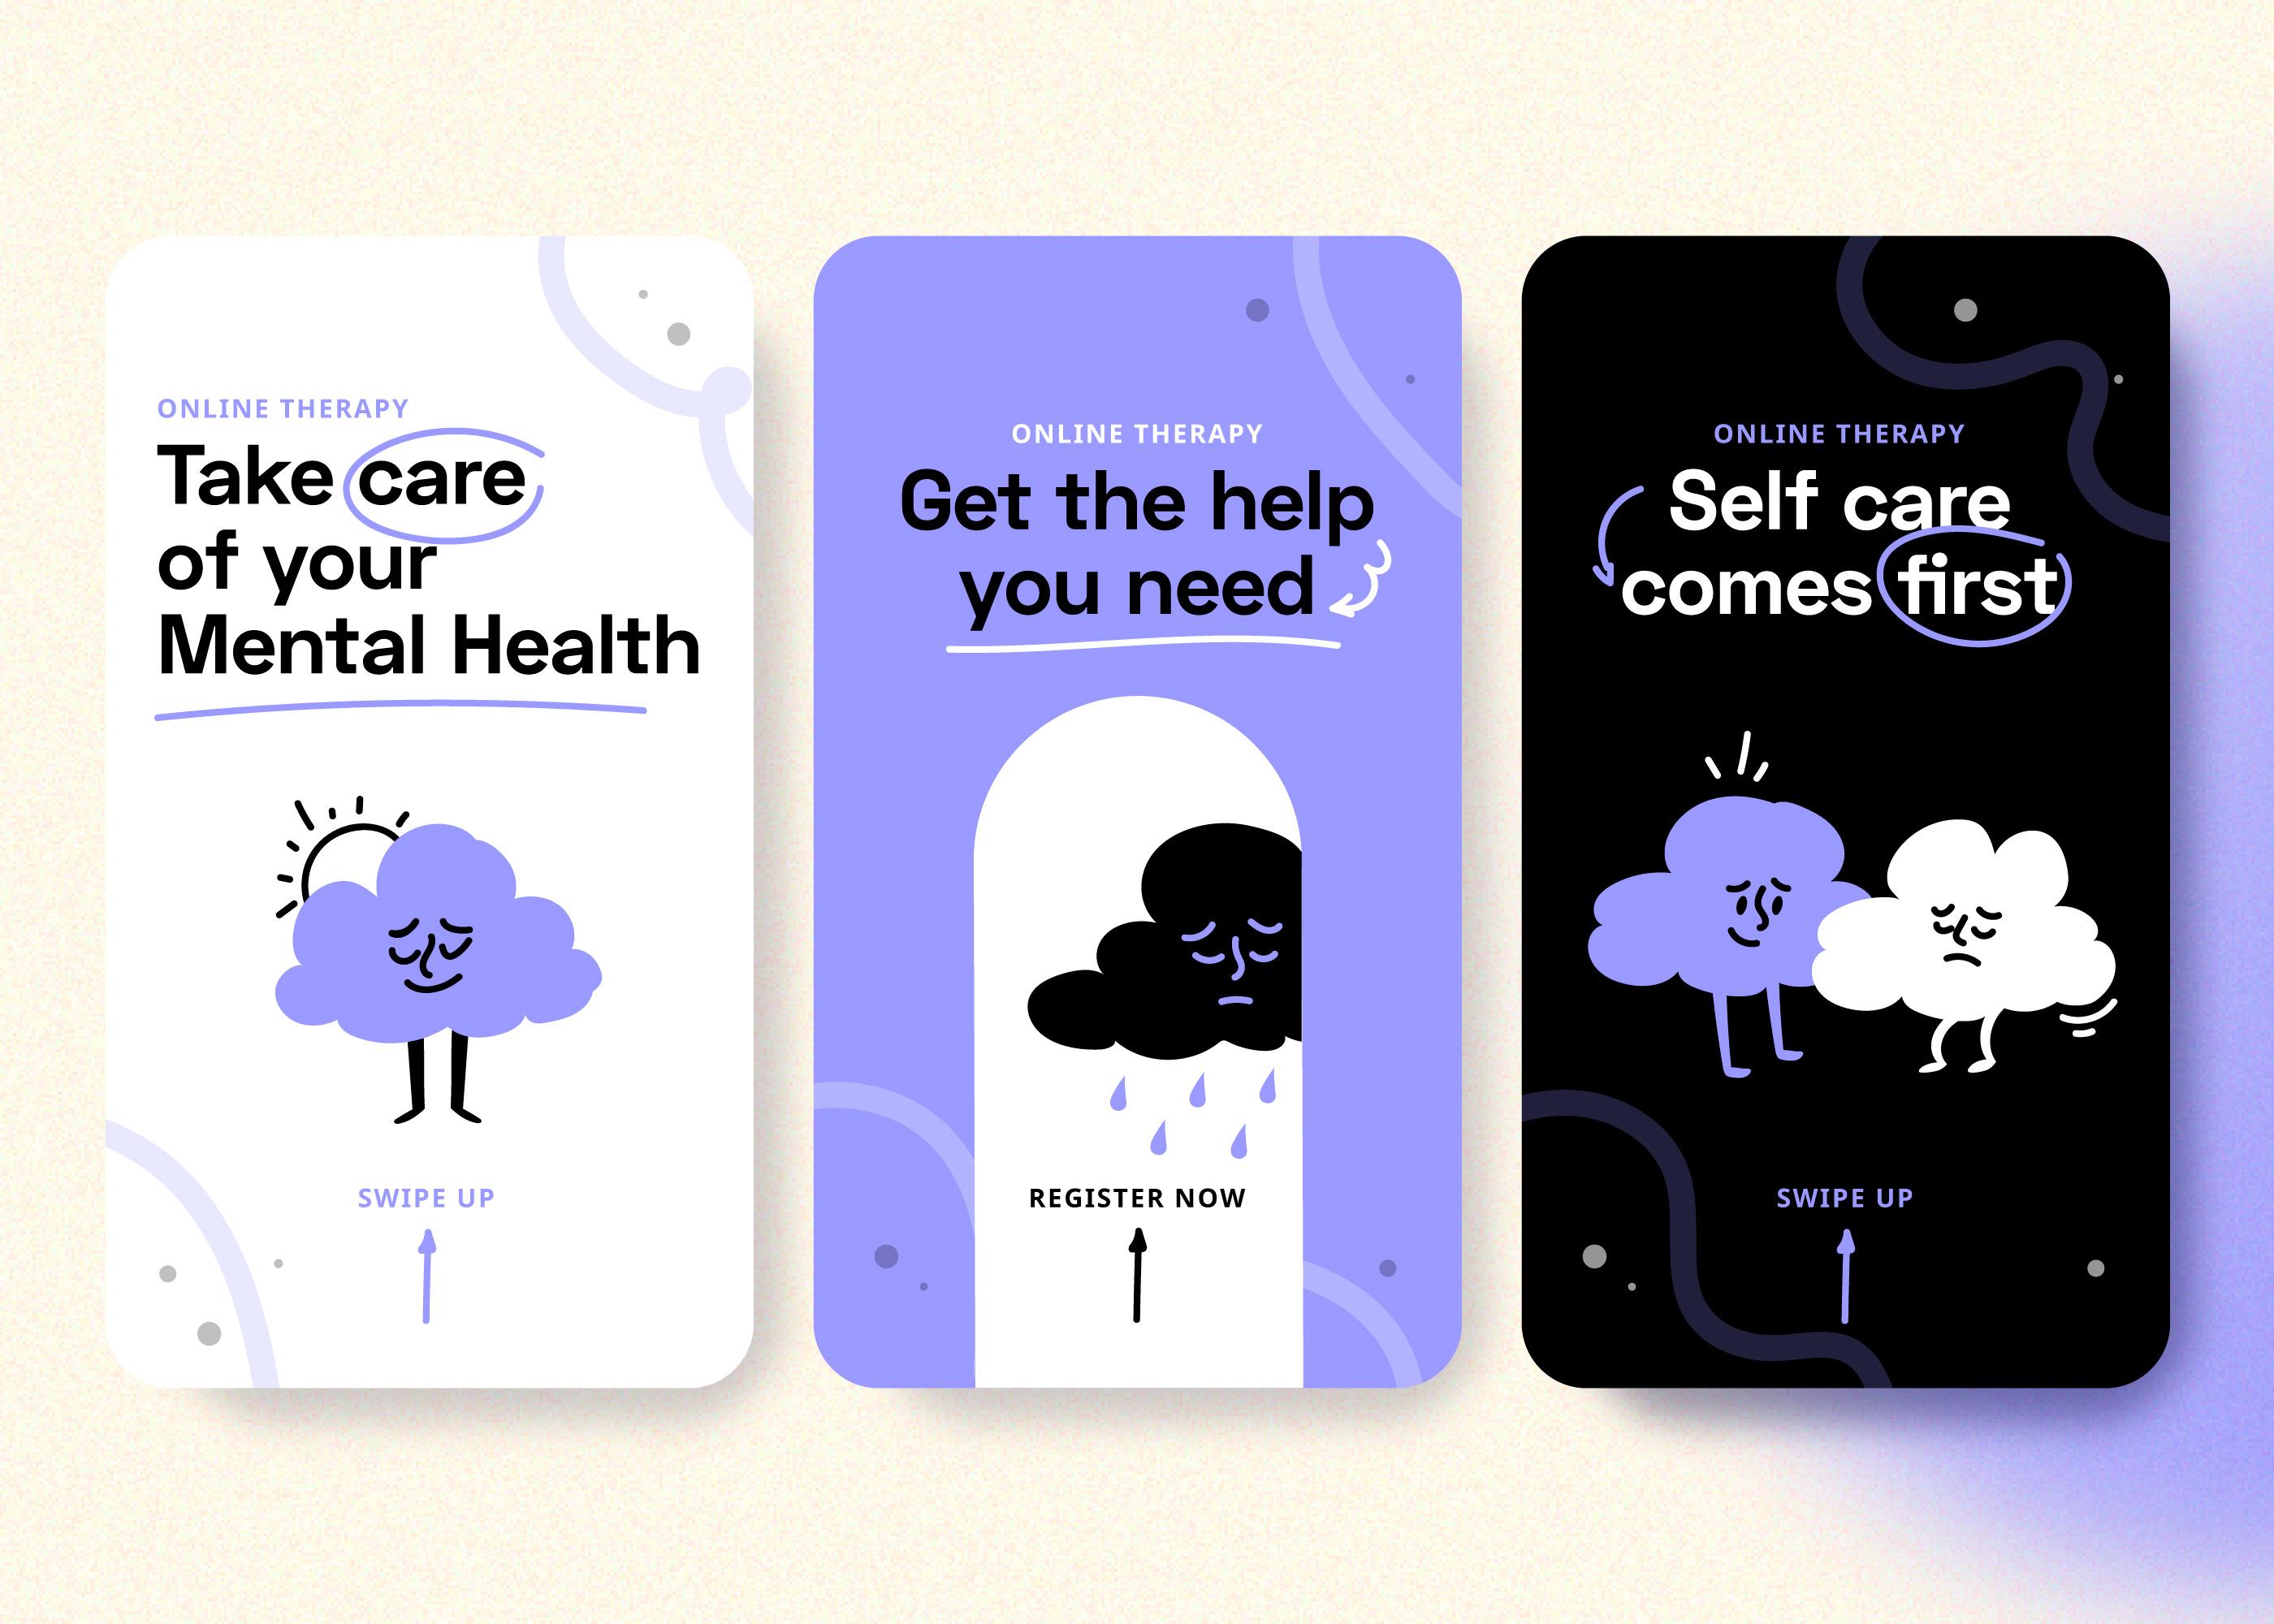 ONLINE THERAPY
Take care
of your
Mental Health
SWIPE UP
ONLINE THERAPY
Get the help
you need
REGISTER NOW
ONLINE THERAPY
Self care
comes first
SWIPE UP